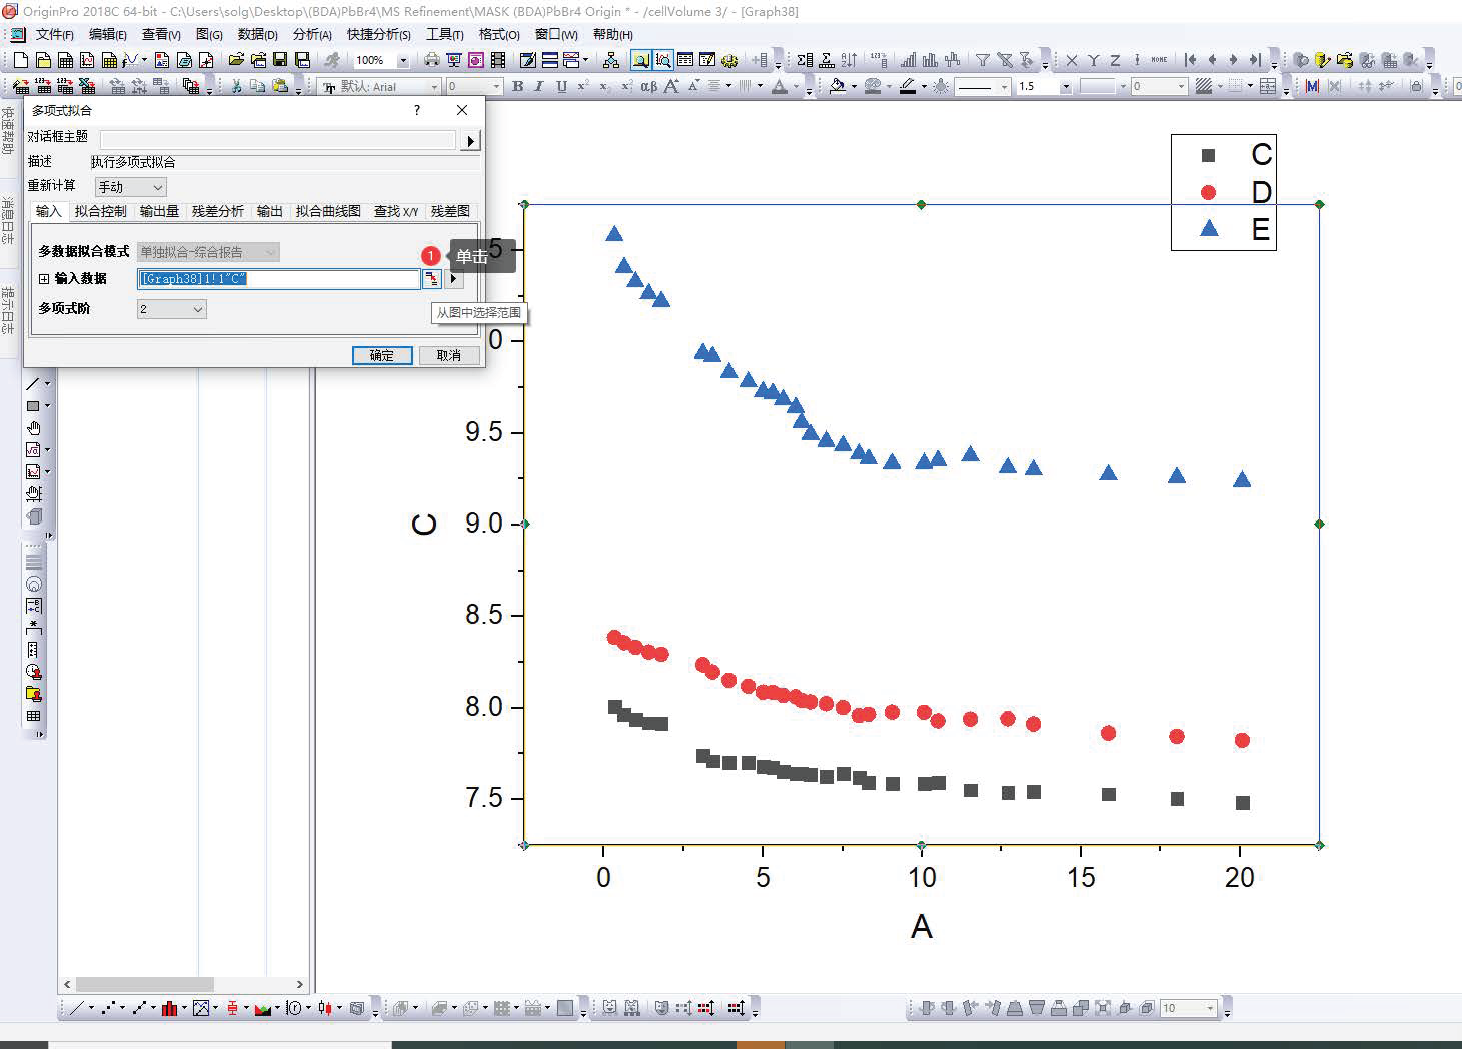 OriginPro 2018C 64-bit - C:\Users\solg\Desktop\(BDA)PbBr4\MS Refinement\MASK (BDA)PbBr4 Origin * - /cellVolume 3/ - [Graph38]
文件(F) 编辑(E) 查看(V) 图(G) 数据(D) 分析(A) 快捷分析(S) 工具(T) 格式(O) 窗口(W) 帮助(H)
100%
默认: Arial 0 B I U αβ 1.5 0
多项式拟合 ?
对话框主题
描述 执行多项式拟合
重新计算 手动
输入 拟合控制 输出量 残差分析 输出 拟合曲线图 查找 X/Y 残差图
多数据拟合模式 单独拟合-综合报告
1 单击
输入数据 [Graph38]1!1"C"
从图中选择范围
多项式阶 2
确定 取消
快速帮助
消息日志
提示日志
C
D
E
5
0
9.5
9.0
8.5
8.0
7.5
C
0 5 10 15 20
A
10